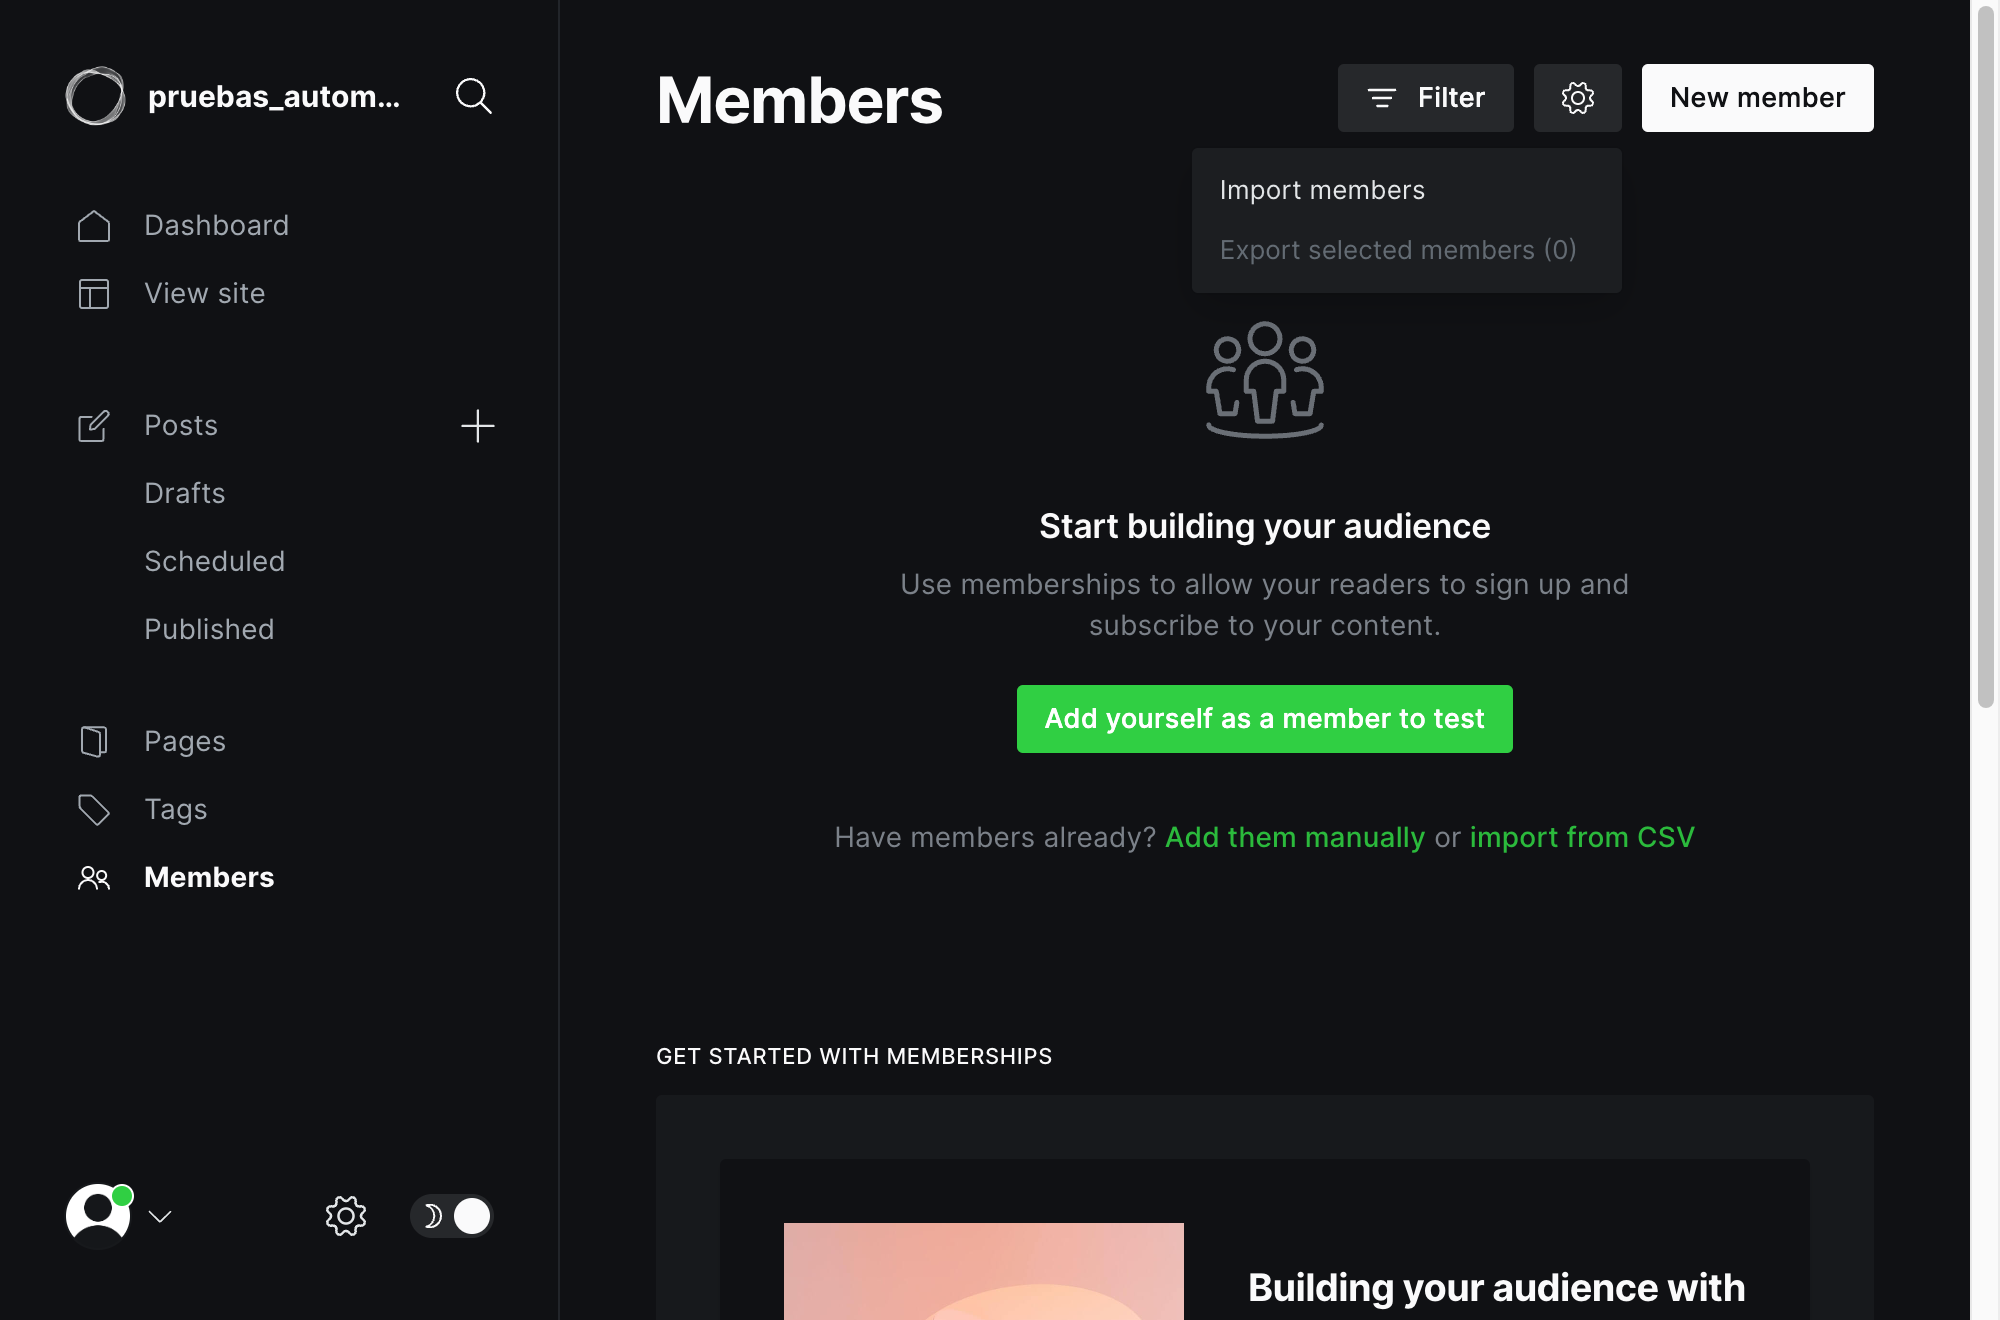 pruebas_autom...
Dashboard
View site
Posts
Drafts
Scheduled
Published
Pages
Tags
Members
Members
Filter
New member
Import members
Export selected members (0)
Start building your audience
Use memberships to allow your readers to sign up and
subscribe to your content.
Add yourself as a member to test
Have members already? Add them manually or import from CSV
GET STARTED WITH MEMBERSHIPS
Building your audience with